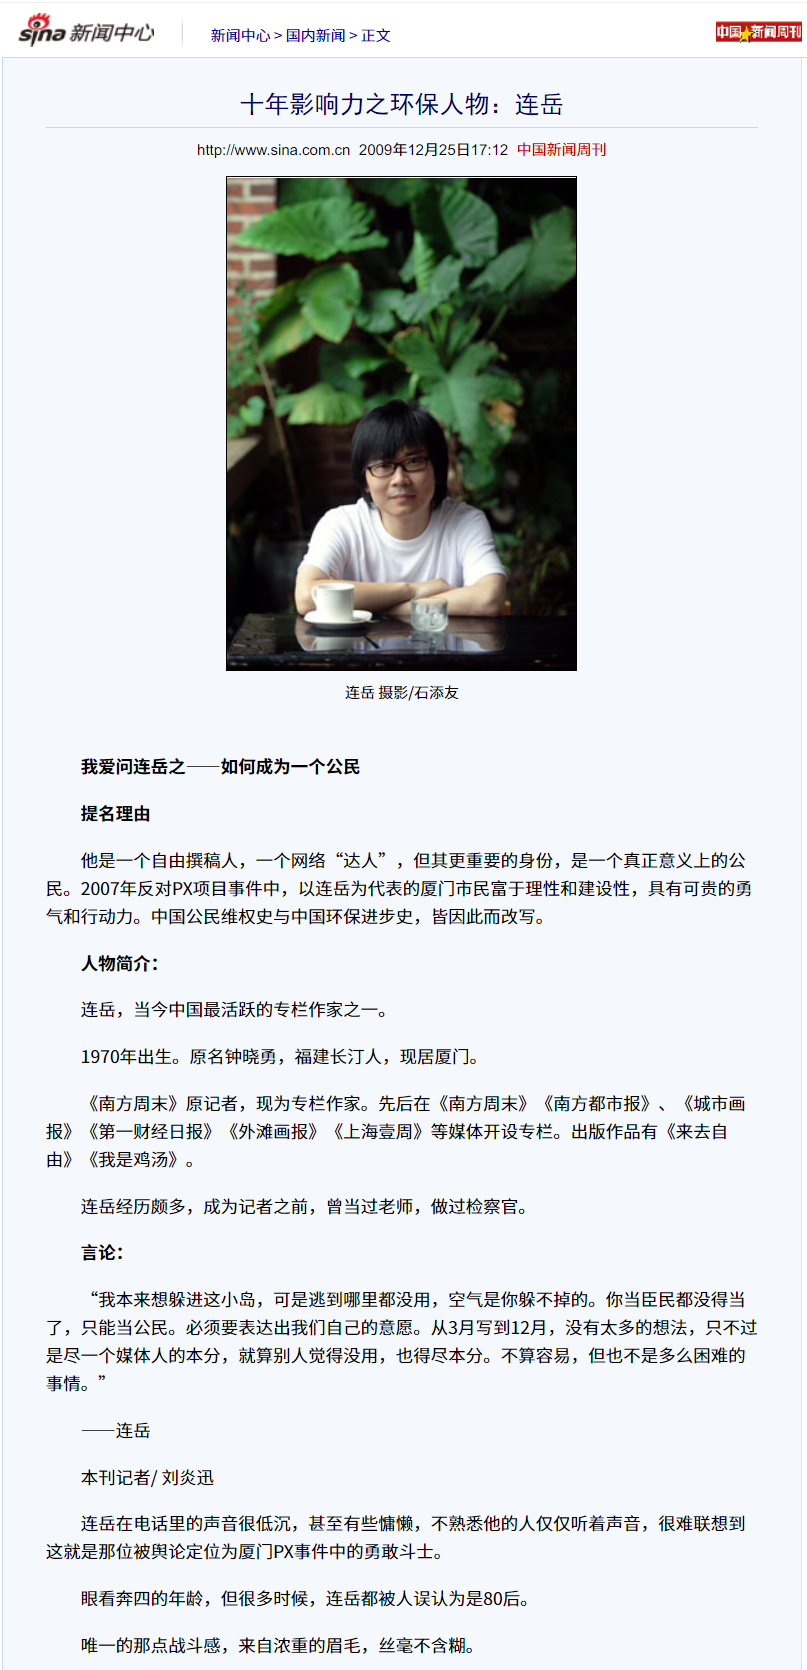 sina 新闻中心
新闻中心 > 国内新闻 > 正文
中国新闻周刊
十年影响力之环保人物：连岳
http://www.sina.com.cn 2009年12月25日17:12 中国新闻周刊
连岳 摄影/石添友
我爱问连岳之——如何成为一个公民
提名理由
他是一个自由撰稿人，一个网络“达人”，但其更重要的身份，是一个真正意义上的公
民。2007年反对PX项目事件中，以连岳为代表的厦门市民富于理性和建设性，具有可贵的勇
气和行动力。中国公民维权史与中国环保进步史，皆因此而改写。
人物简介：
连岳，当今中国最活跃的专栏作家之一。
1970年出生。原名钟晓勇，福建长汀人，现居厦门。
《南方周末》原记者，现为专栏作家。先后在《南方周末》《南方都市报》、《城市画
报》《第一财经日报》《外滩画报》《上海壹周》等媒体开设专栏。出版作品有《来去自
由》《我是鸡汤》。
连岳经历颇多，成为记者之前，曾当过老师，做过检察官。
言论：
“我本来想躲进这小岛，可是逃到哪里都没用，空气是你躲不掉的。你当臣民都没得当
了，只能当公民。必须要表达出我们自己的意愿。从3月写到12月，没有太多的想法，只不过
是尽一个媒体人的本分，就算别人觉得没用，也得尽本分。不算容易，但也不是多么困难的
事情。”
——连岳
本刊记者/ 刘炎迅
连岳在电话里的声音很低沉，甚至有些慵懒，不熟悉他的人仅仅听着声音，很难联想到
这就是那位被舆论定位为厦门PX事件中的勇敢斗士。
眼看奔四的年龄，但很多时候，连岳都被人误认为是80后。
唯一的那点战斗感，来自浓重的眉毛，丝毫不含糊。